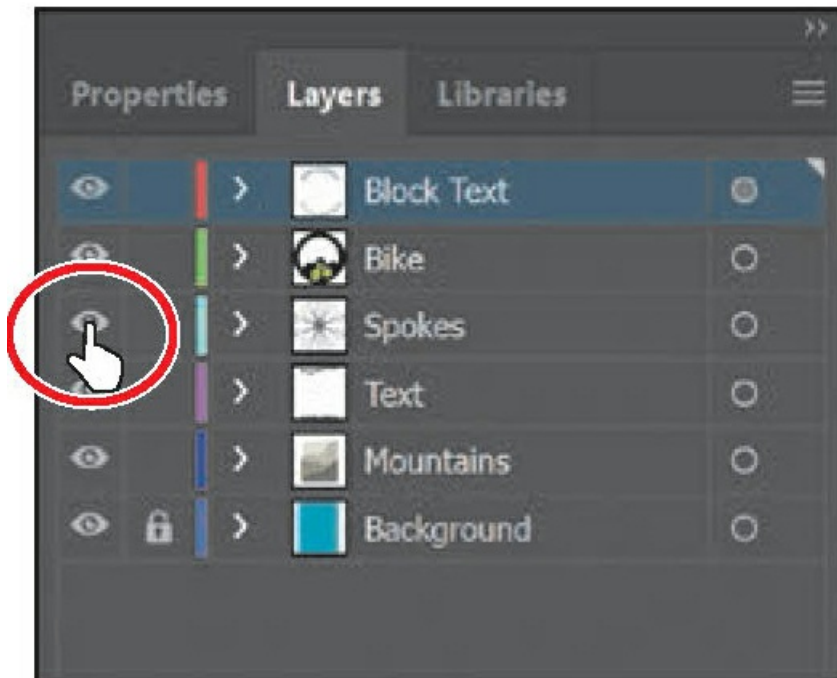 Properties Layers Libraries
Block Text
Bike
Spokes
Text
Mountains
Background